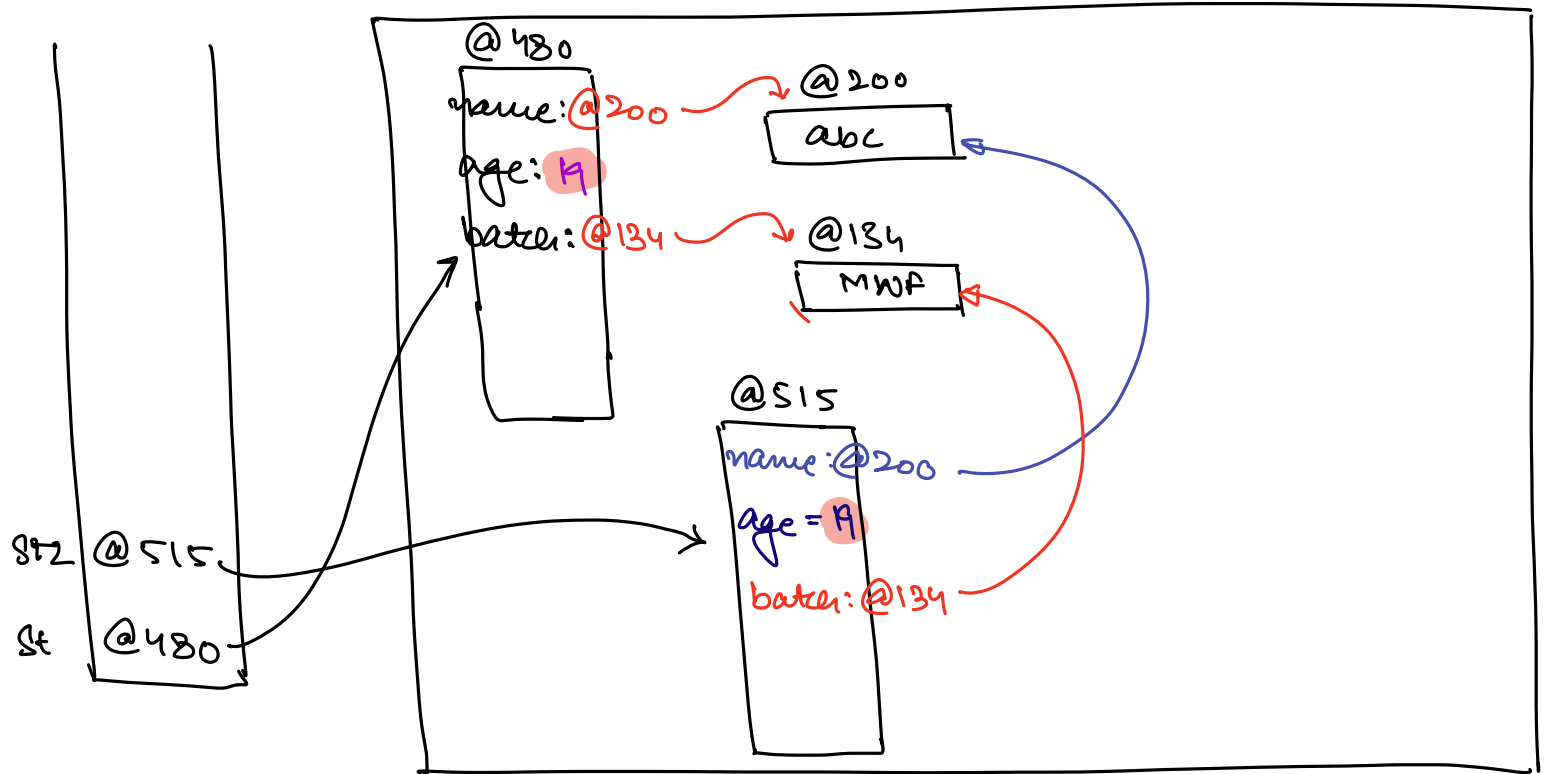 @480
name:@200
age: 19
batch:@134
@200
abc
@134
MWF
@515
name:@200
age = 19
batch:@134
St2 @515
St @480